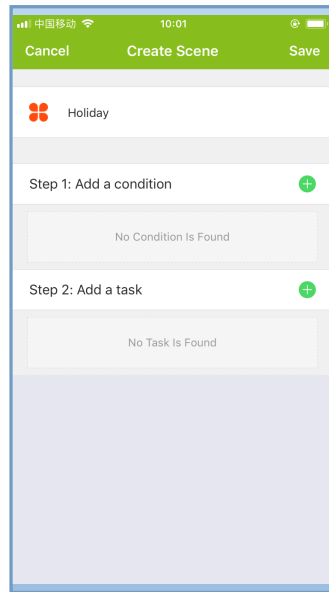 中国移动 10:01
Cancel Create Scene Save
Holiday
Step 1: Add a condition
No Condition Is Found
Step 2: Add a task
No Task Is Found